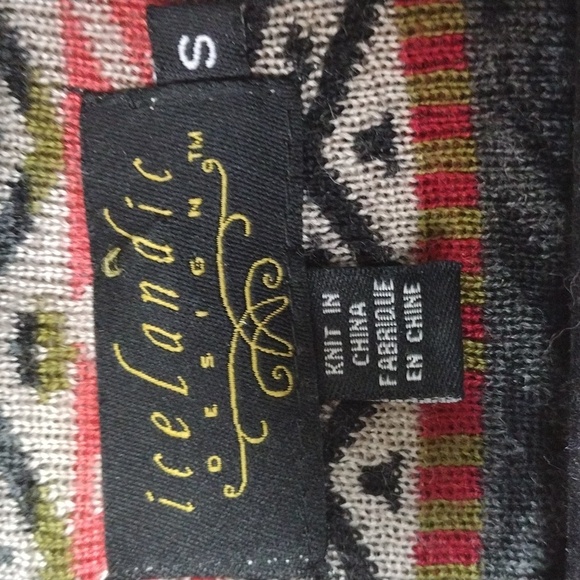 S
icelandic
DESIGN™
KNIT IN
CHINA
FABRIQUE
EN CHINE